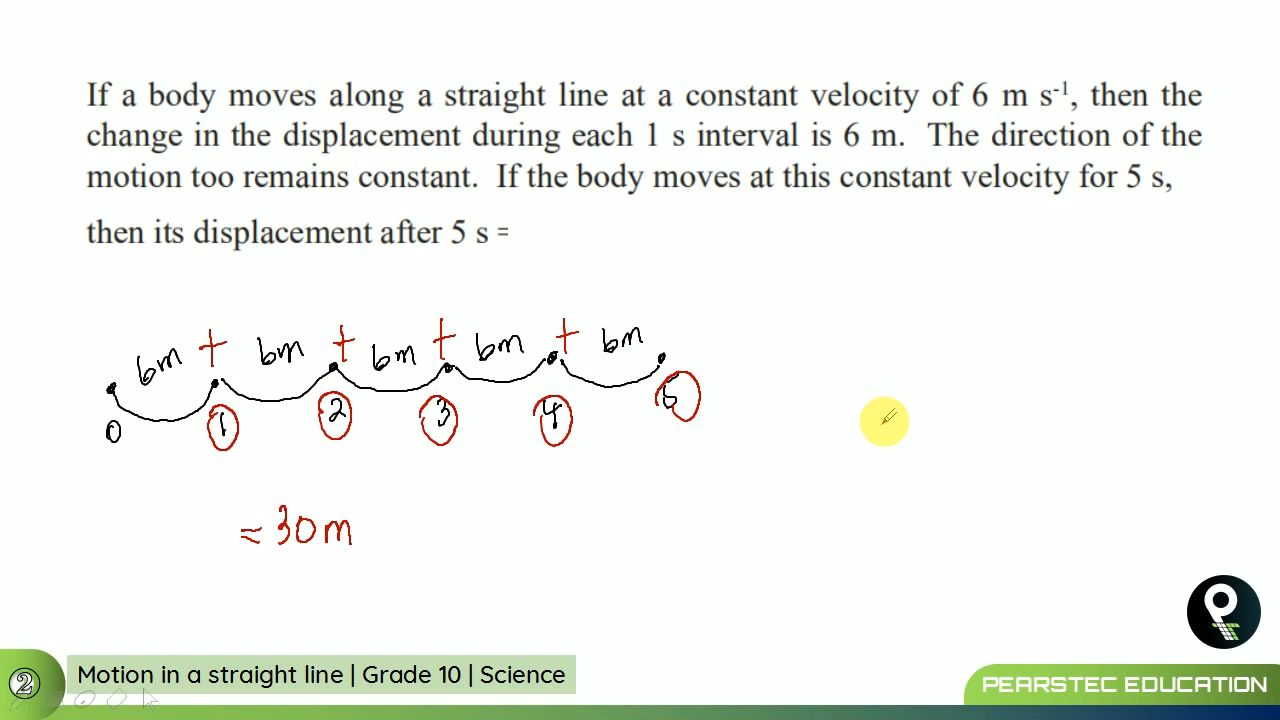 If a body moves along a straight line at a constant velocity of 6 m s⁻¹, then the
change in the displacement during each 1 s interval is 6 m. The direction of the
motion too remains constant. If the body moves at this constant velocity for 5 s,
then its displacement after 5 s =
6m + 6m + 6m + 6m + 6m
0 1 2 3 4 5
= 30m
2 Motion in a straight line | Grade 10 | Science
PEARSTEC EDUCATION